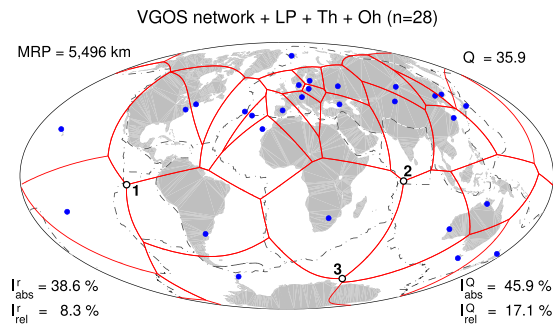 VGOS network + LP + Th + Oh (n=28)
MRP = 5,496 km
Q = 35.9
1
2
3
I^r_abs = 38.6 %
I^r_rel = 8.3 %
I^Q_abs = 45.9 %
I^Q_rel = 17.1 %